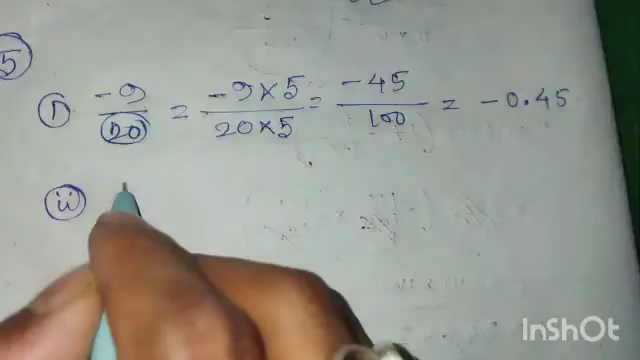 5
i) -9/20 = -9×5/20×5 = -45/100 = -0.45
ii
InShOt